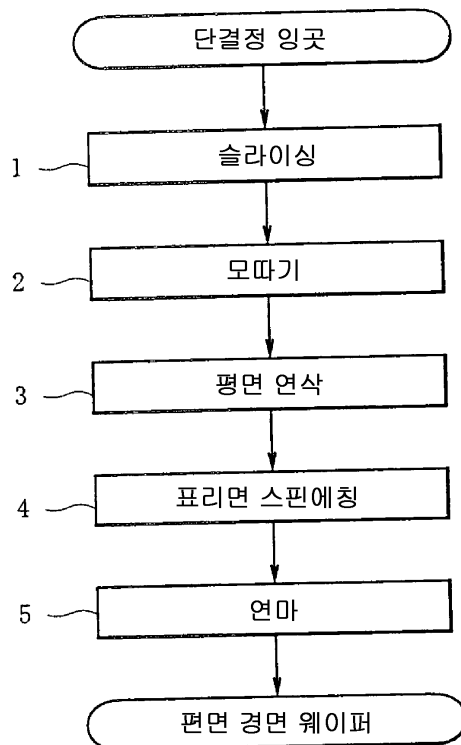 단결정 잉곳
1
슬라이싱
2
모따기
3
평면 연삭
4
표리면 스핀에칭
5
연마
편면 경면 웨이퍼